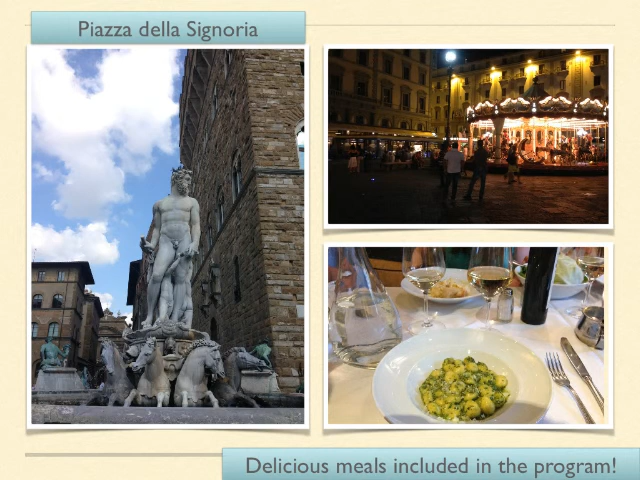 Piazza della Signoria
Delicious meals included in the program!